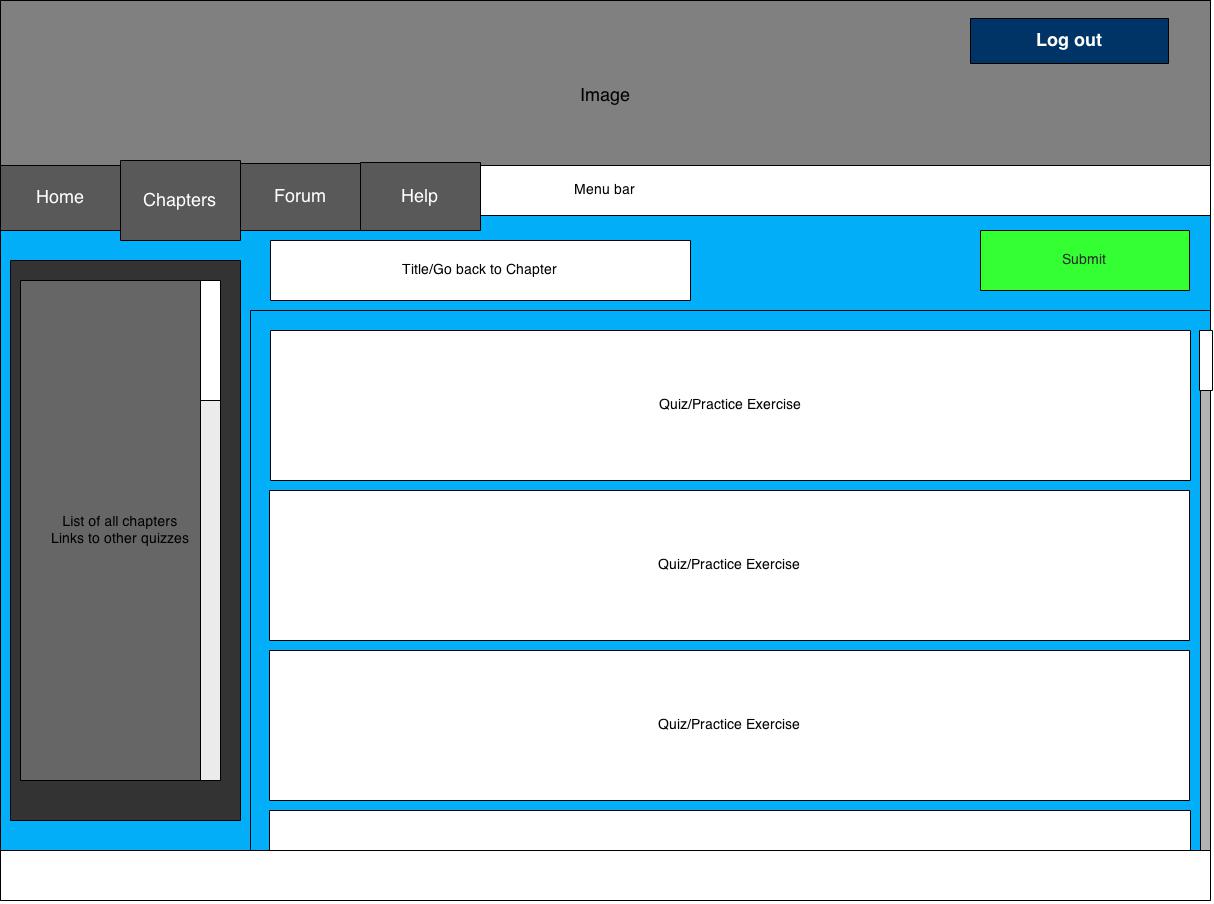 Log out
Image
Home
Chapters
Forum
Help
Menu bar
Title/Go back to Chapter
Submit
List of all chapters
Links to other quizzes
Quiz/Practice Exercise
Quiz/Practice Exercise
Quiz/Practice Exercise